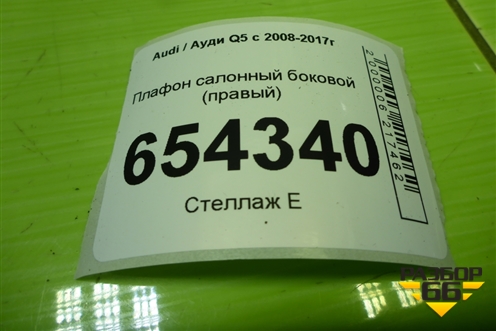 Audi / Ауди Q5 с 2008-2017г
Плафон салонный боковой
(правый)
654340
Стеллаж Е
2000006217462
РАЗБОР
66